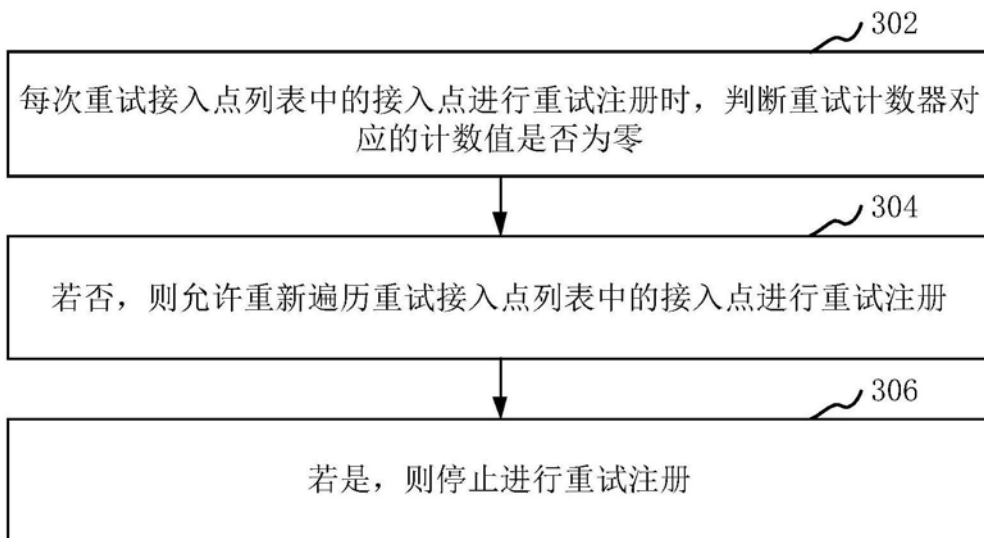 302
每次重试接入点列表中的接入点进行重试注册时，判断重试计数器对
应的计数值是否为零
304
若否，则允许重新遍历重试接入点列表中的接入点进行重试注册
306
若是，则停止进行重试注册